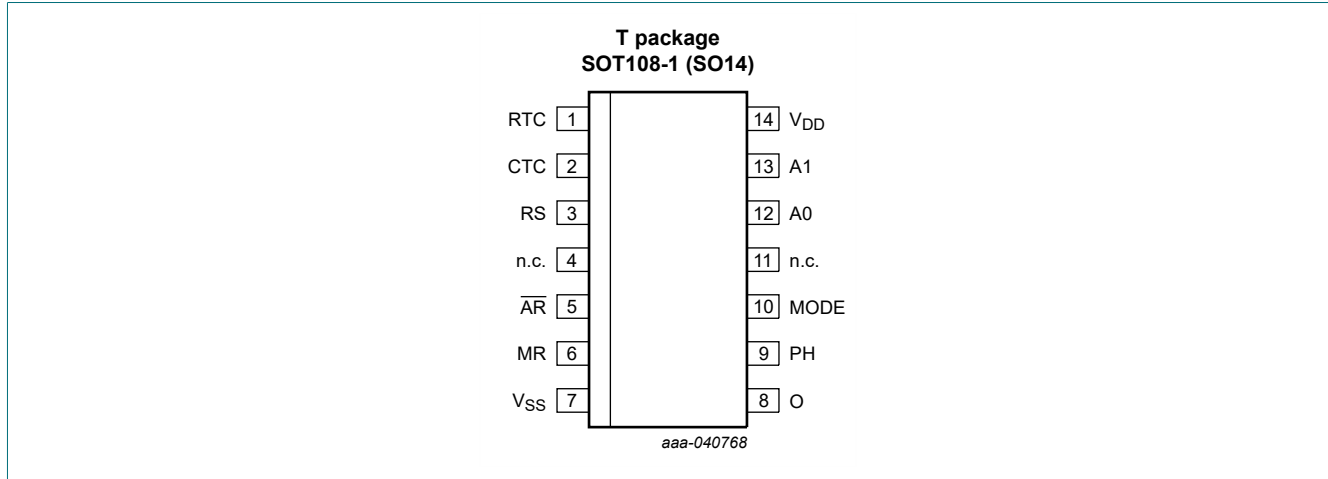 T package
SOT108-1 (SO14)
RTC 1 14 VDD
CTC 2 13 A1
RS 3 12 A0
n.c. 4 11 n.c.
A̅R̅ 5 10 MODE
MR 6 9 PH
VSS 7 8 O
aaa-040768